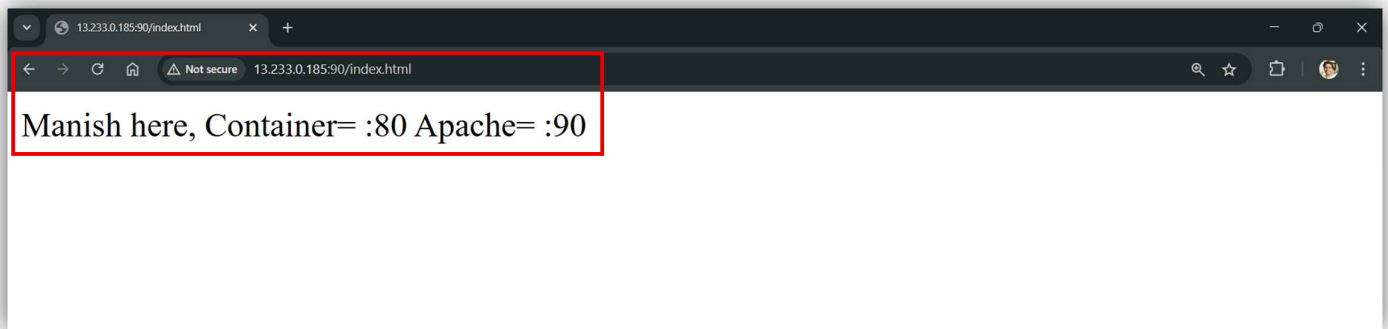 13.233.0.185:90/index.html
Not secure 13.233.0.185:90/index.html
Manish here, Container= :80 Apache= :90